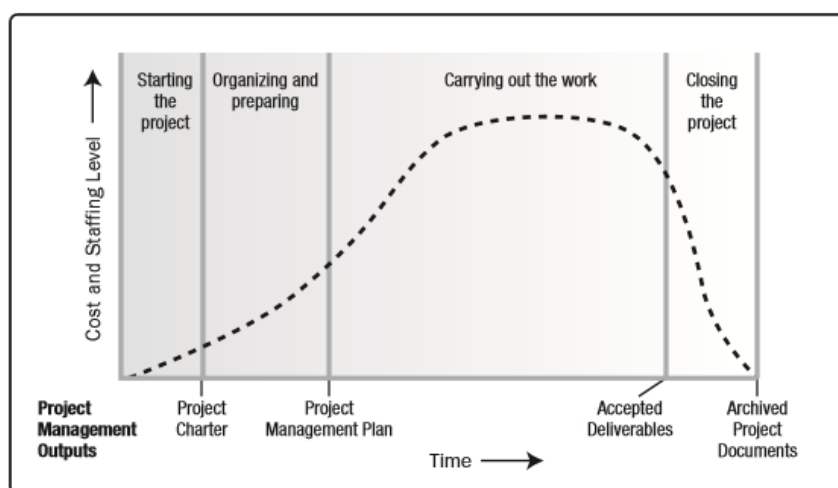 Starting
the
project
Organizing and
preparing
Carrying out the work
Closing
the
project
Cost and Staffing Level
Project
Management
Outputs
Project
Charter
Project
Management Plan
Accepted
Deliverables
Archived
Project
Documents
Time